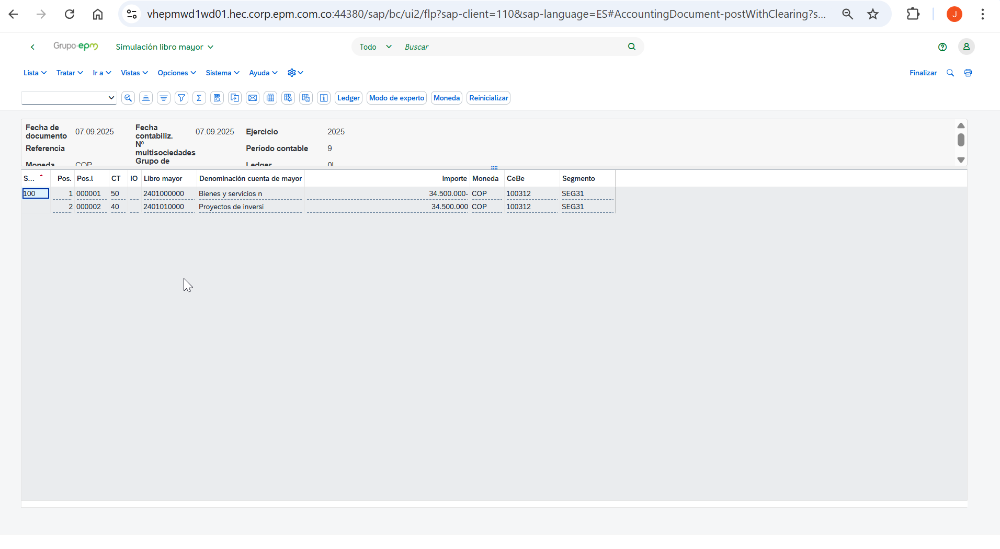 vhepmwd1wd01.hec.corp.epm.com.co:44380/sap/bc/ui2/flp?sap-client=110&sap-language=ES#AccountingDocument-postWithClearing?s...
J
Grupo·epm
Simulación libro mayor
Todo
Buscar
Lista
Tratar
Ir a
Vistas
Opciones
Sistema
Ayuda
Finalizar
Ledger
Modo de experto
Moneda
Reinicializar
Fecha de documento 07.09.2025 Fecha contabiliz. 07.09.2025 Ejercicio 2025
Referencia Nº multisociedades Período contable 9
Moneda COP Grupo de Ledger 0L
S... Pos. Pos.l CT IO Libro mayor Denominación cuenta de mayor Importe Moneda CeBe Segmento
100 1 000001 50 2401000000 Bienes y servicios n 34.500.000- COP 100312 SEG31
2 000002 40 2401010000 Proyectos de inversi 34.500.000 COP 100312 SEG31